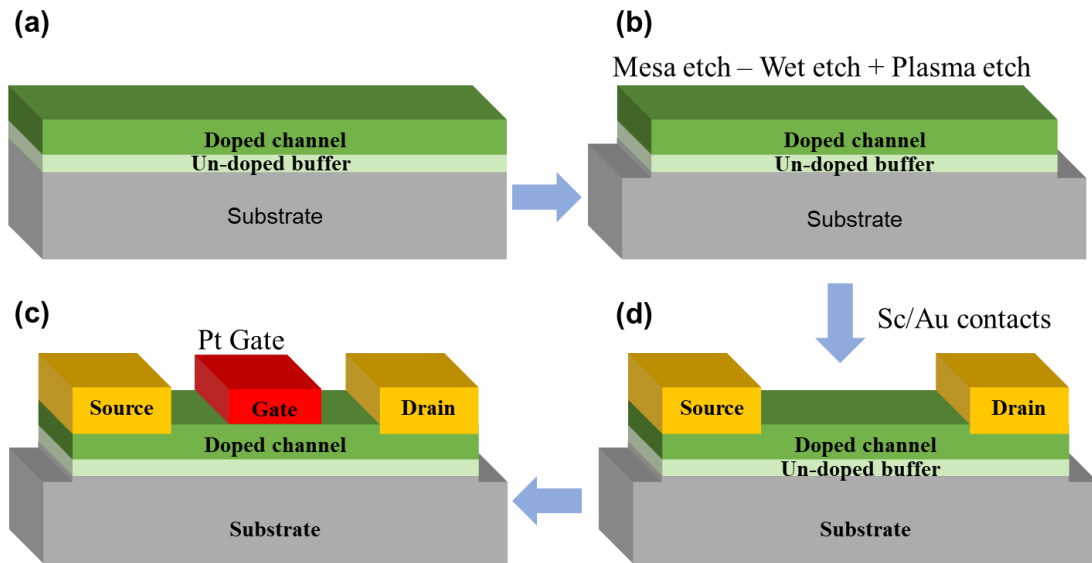 (a)
Doped channel
Un-doped buffer
Substrate
(b)
Mesa etch – Wet etch + Plasma etch
Doped channel
Un-doped buffer
Substrate
(c)
Pt Gate
Source
Gate
Drain
Doped channel
Substrate
(d)
Sc/Au contacts
Source
Drain
Doped channel
Un-doped buffer
Substrate